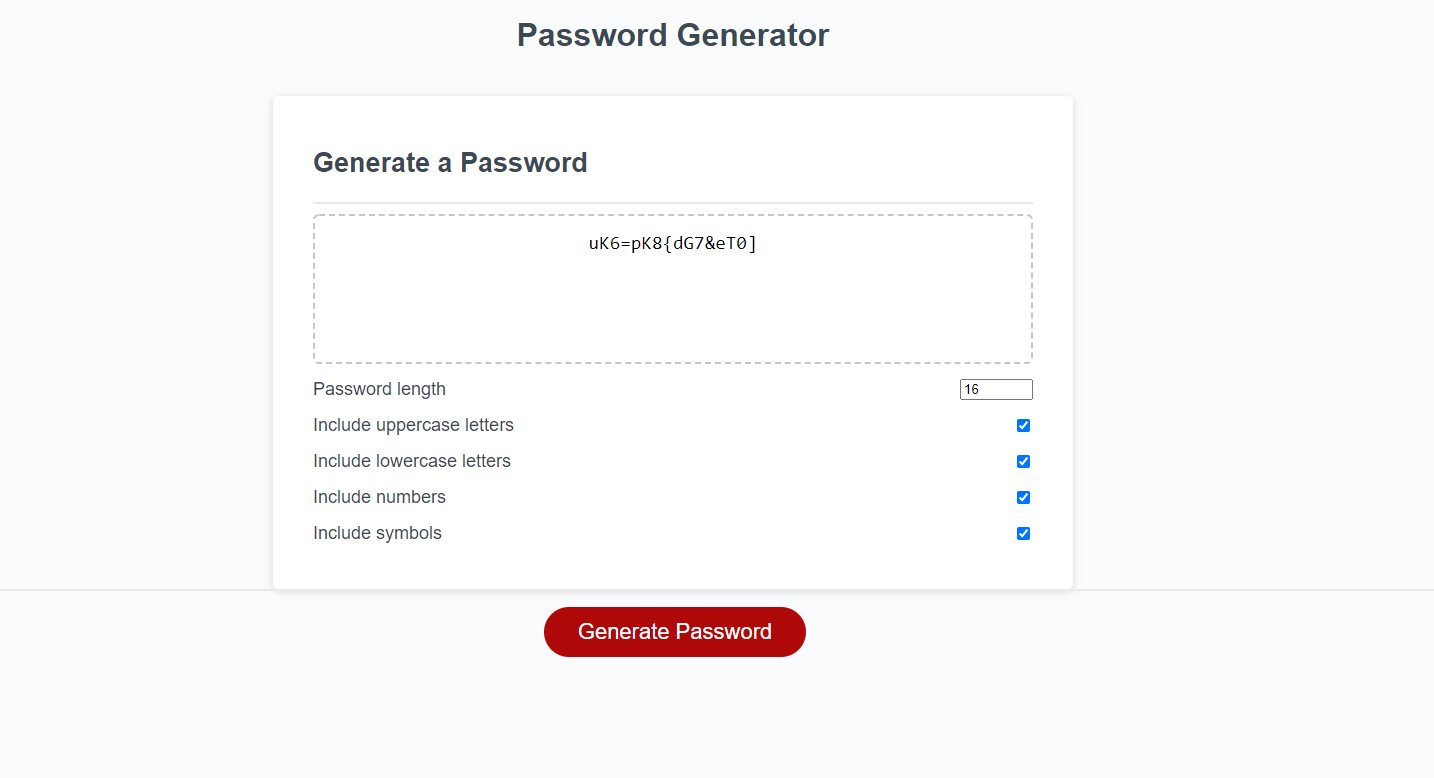 Password Generator
Generate a Password
uK6=pK8{dG7&eT0]
Password length
16
Include uppercase letters
Include lowercase letters
Include numbers
Include symbols
Generate Password